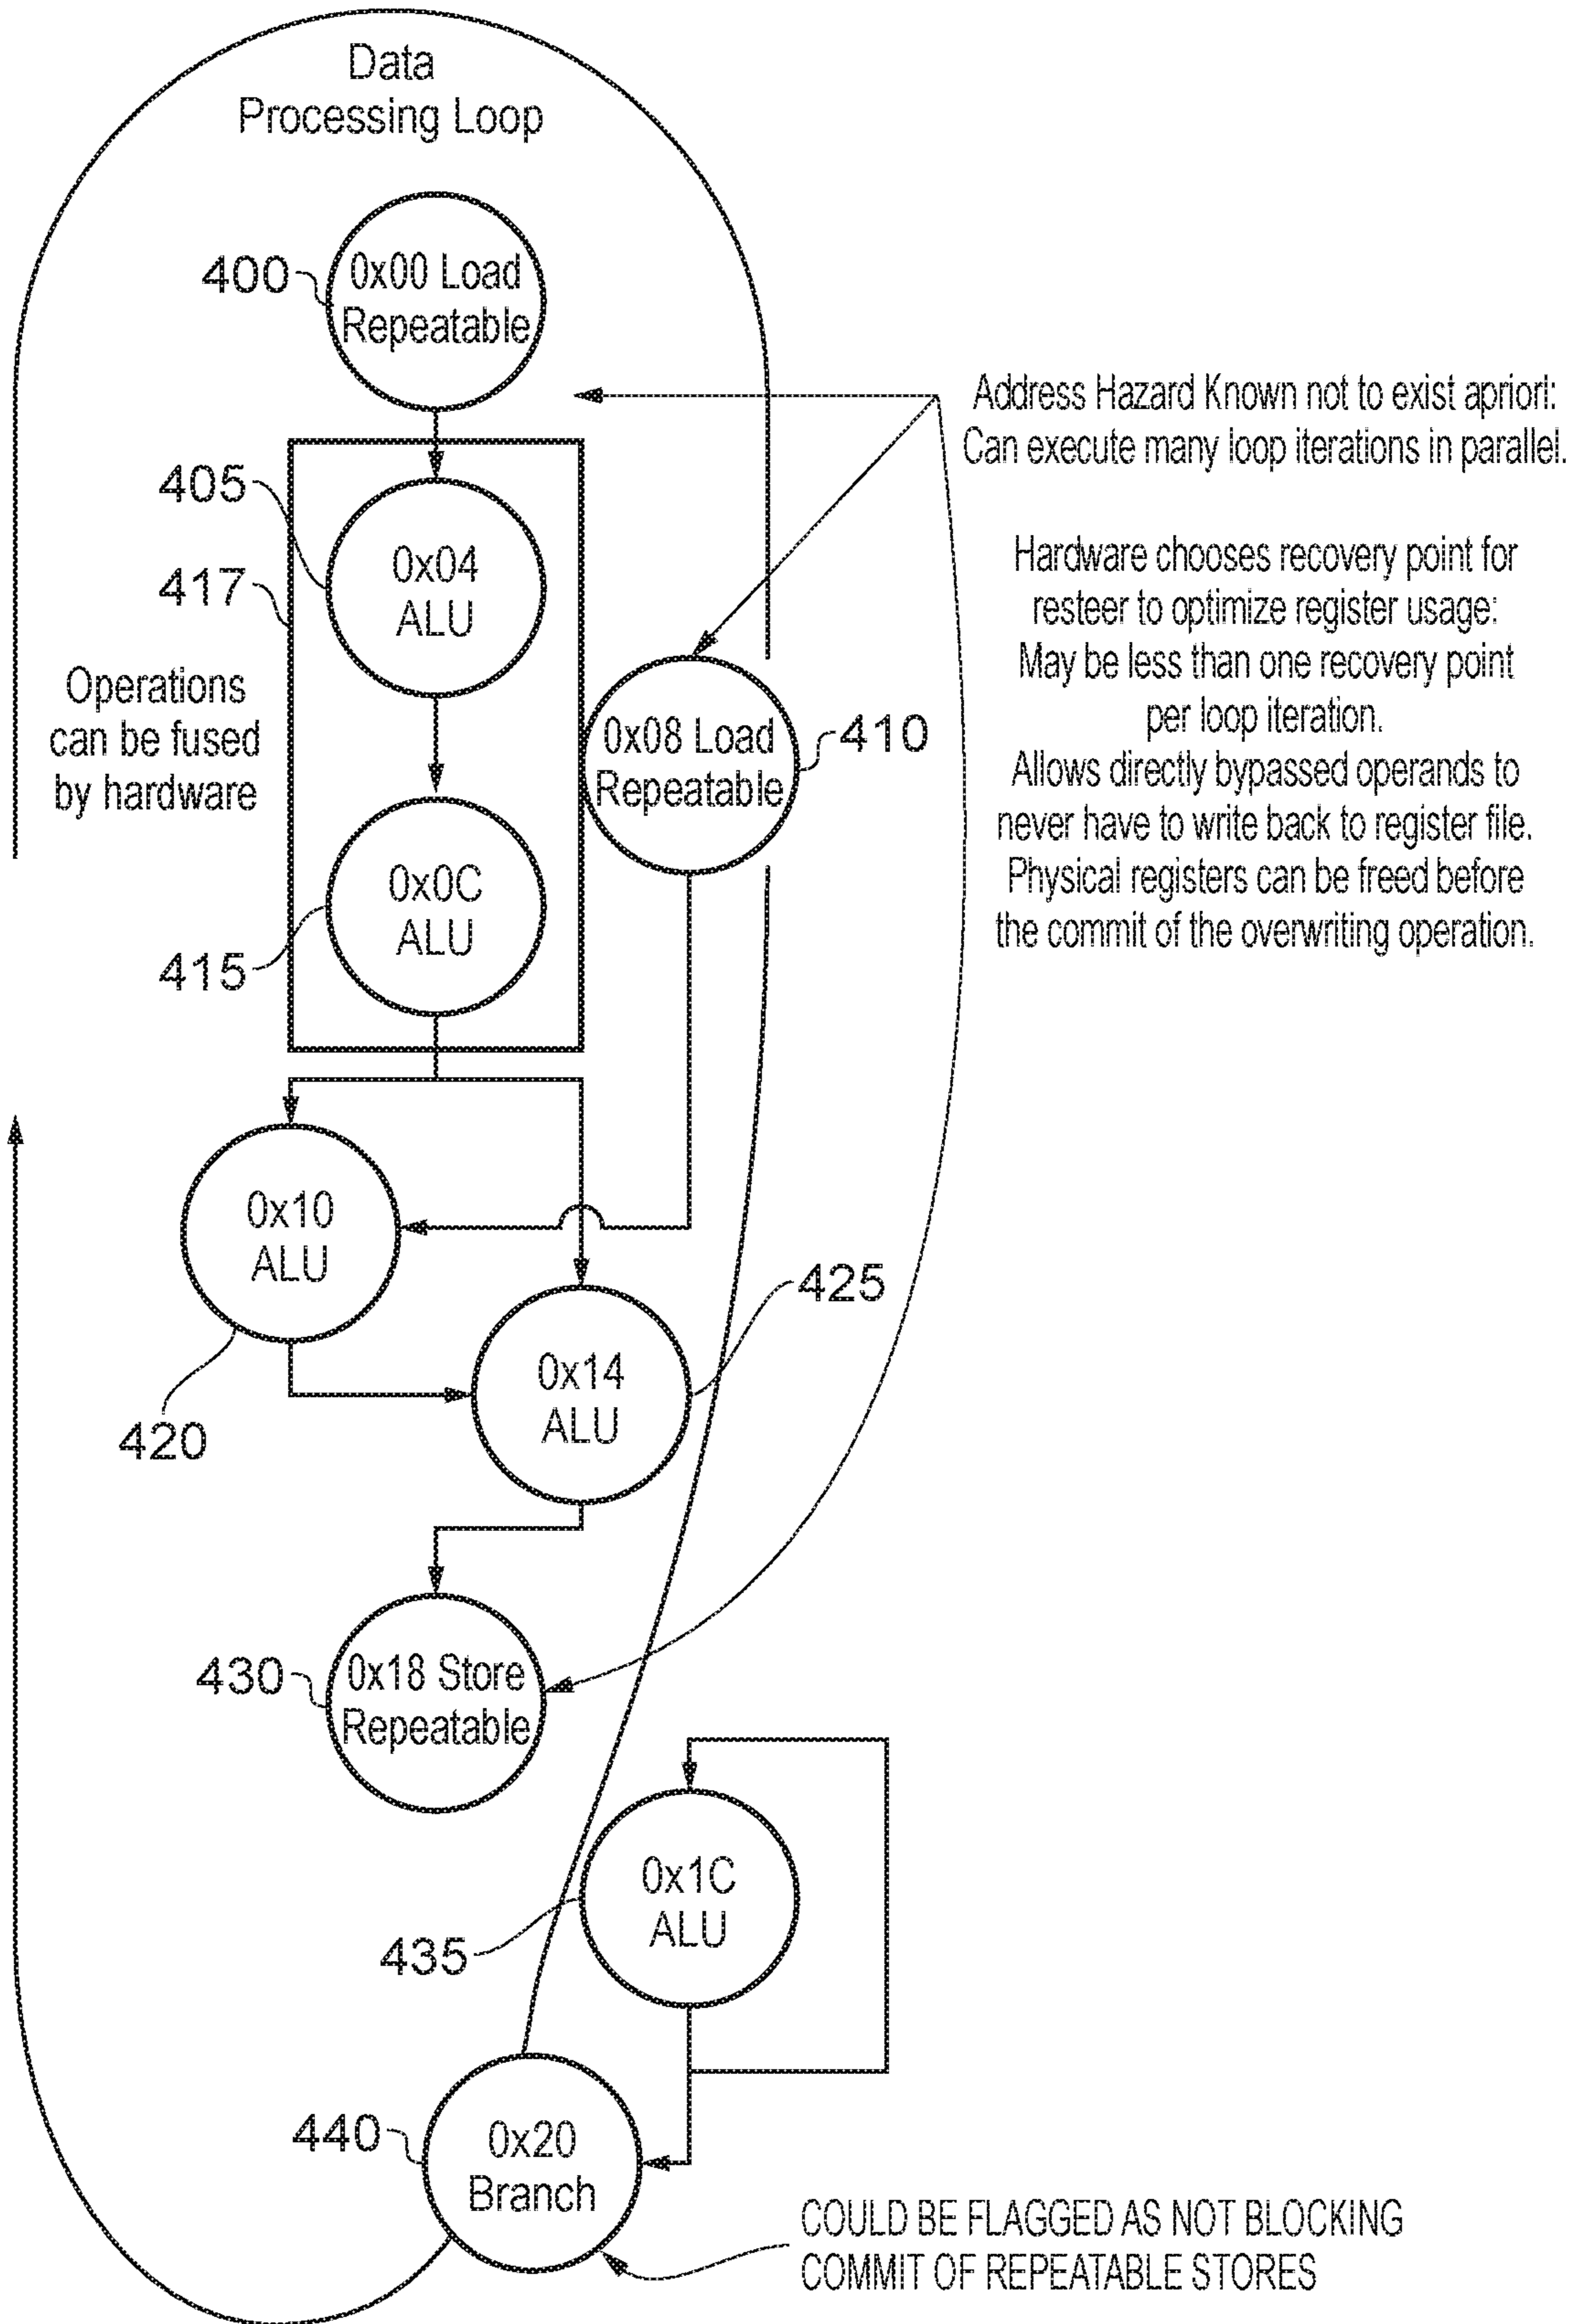 Data
Processing Loop
400
0x00 Load
Repeatable
Address Hazard Known not to exist apriori:
Can execute many loop iterations in parallel.
Hardware chooses recovery point for
resteer to optimize register usage:
May be less than one recovery point
per loop iteration.
Allows directly bypassed operands to
never have to write back to register file.
Physical registers can be freed before
the commit of the overwriting operation.
405
0x04
ALU
417
Operations
can be fused
by hardware
0x08 Load
Repeatable
410
0x0C
ALU
415
0x10
ALU
420
0x14
ALU
425
430
0x18 Store
Repeatable
0x1C
ALU
435
440
0x20
Branch
COULD BE FLAGGED AS NOT BLOCKING
COMMIT OF REPEATABLE STORES